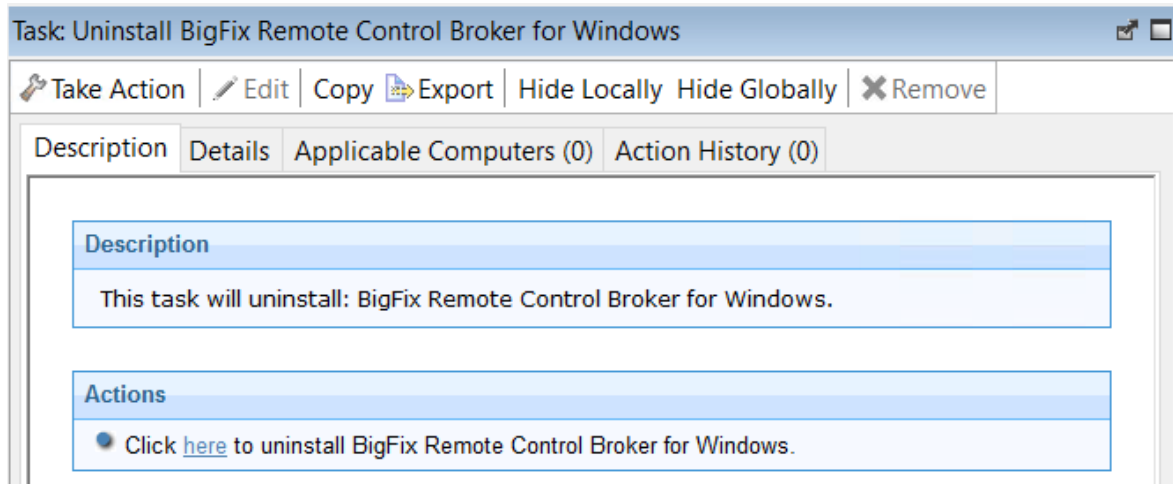 Task: Uninstall BigFix Remote Control Broker for Windows
Take Action Edit Copy Export Hide Locally Hide Globally Remove
Description Details Applicable Computers (0) Action History (0)
Description
This task will uninstall: BigFix Remote Control Broker for Windows.
Actions
Click here to uninstall BigFix Remote Control Broker for Windows.